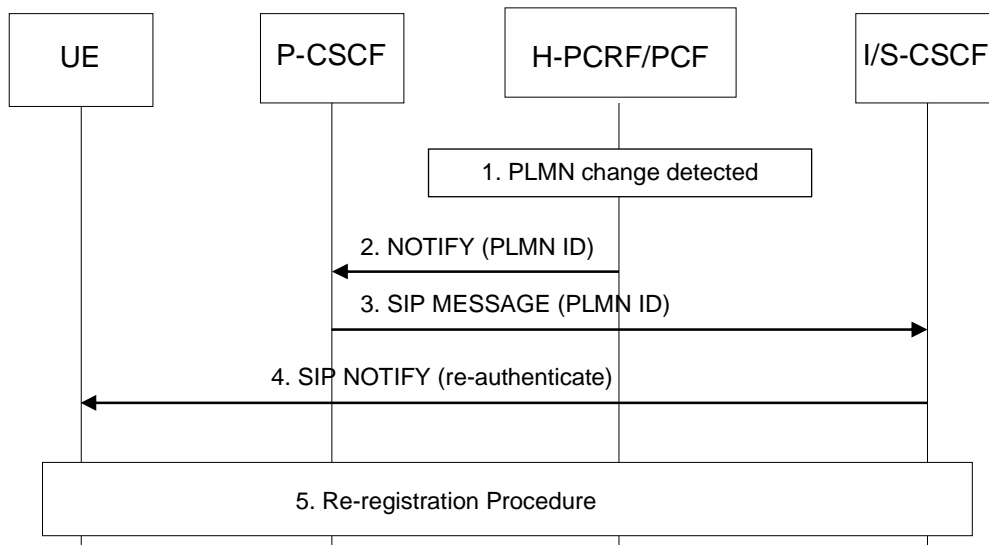 UE
P-CSCF
H-PCRF/PCF
I/S-CSCF
1. PLMN change detected
2. NOTIFY (PLMN ID)
3. SIP MESSAGE (PLMN ID)
4. SIP NOTIFY (re-authenticate)
5. Re-registration Procedure